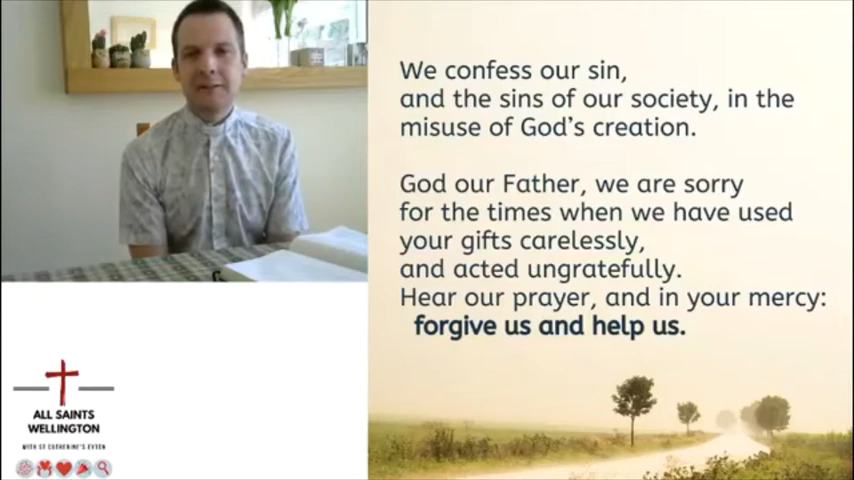 We confess our sin,
and the sins of our society, in the
misuse of God's creation.
God our Father, we are sorry
for the times when we have used
your gifts carelessly,
and acted ungratefully.
Hear our prayer, and in your mercy:
forgive us and help us.
ALL SAINTS
WELLINGTON
WITH ST CATHERINE'S EYTON